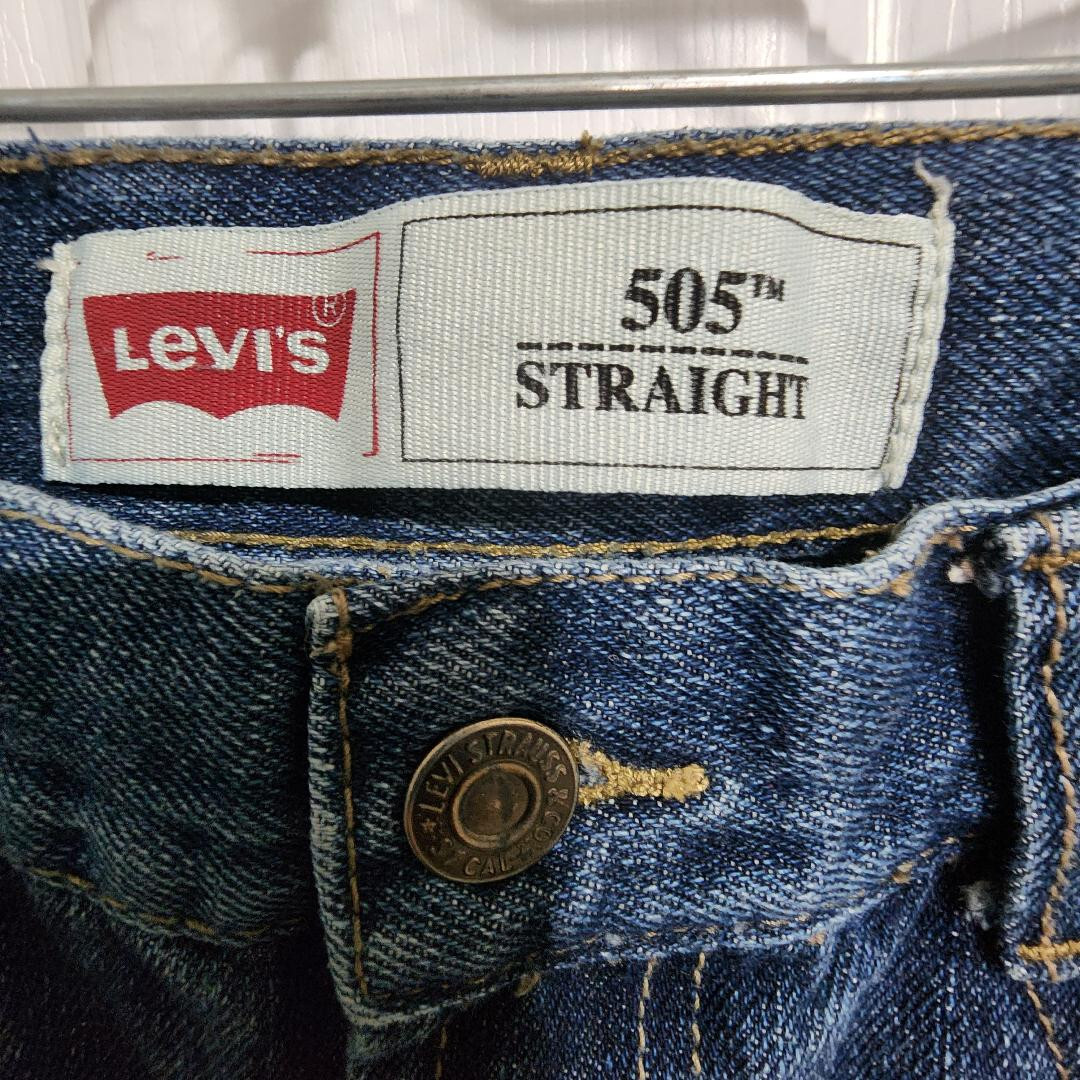 LEVI'S®
505™
STRAIGHT
LEVI STRAUSS & CO.
S.F. CAL